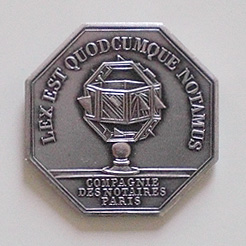 LEX EST QUODCUMQUE NOTAMUS
COMPAGNIE
DES NOTAIRES
PARIS